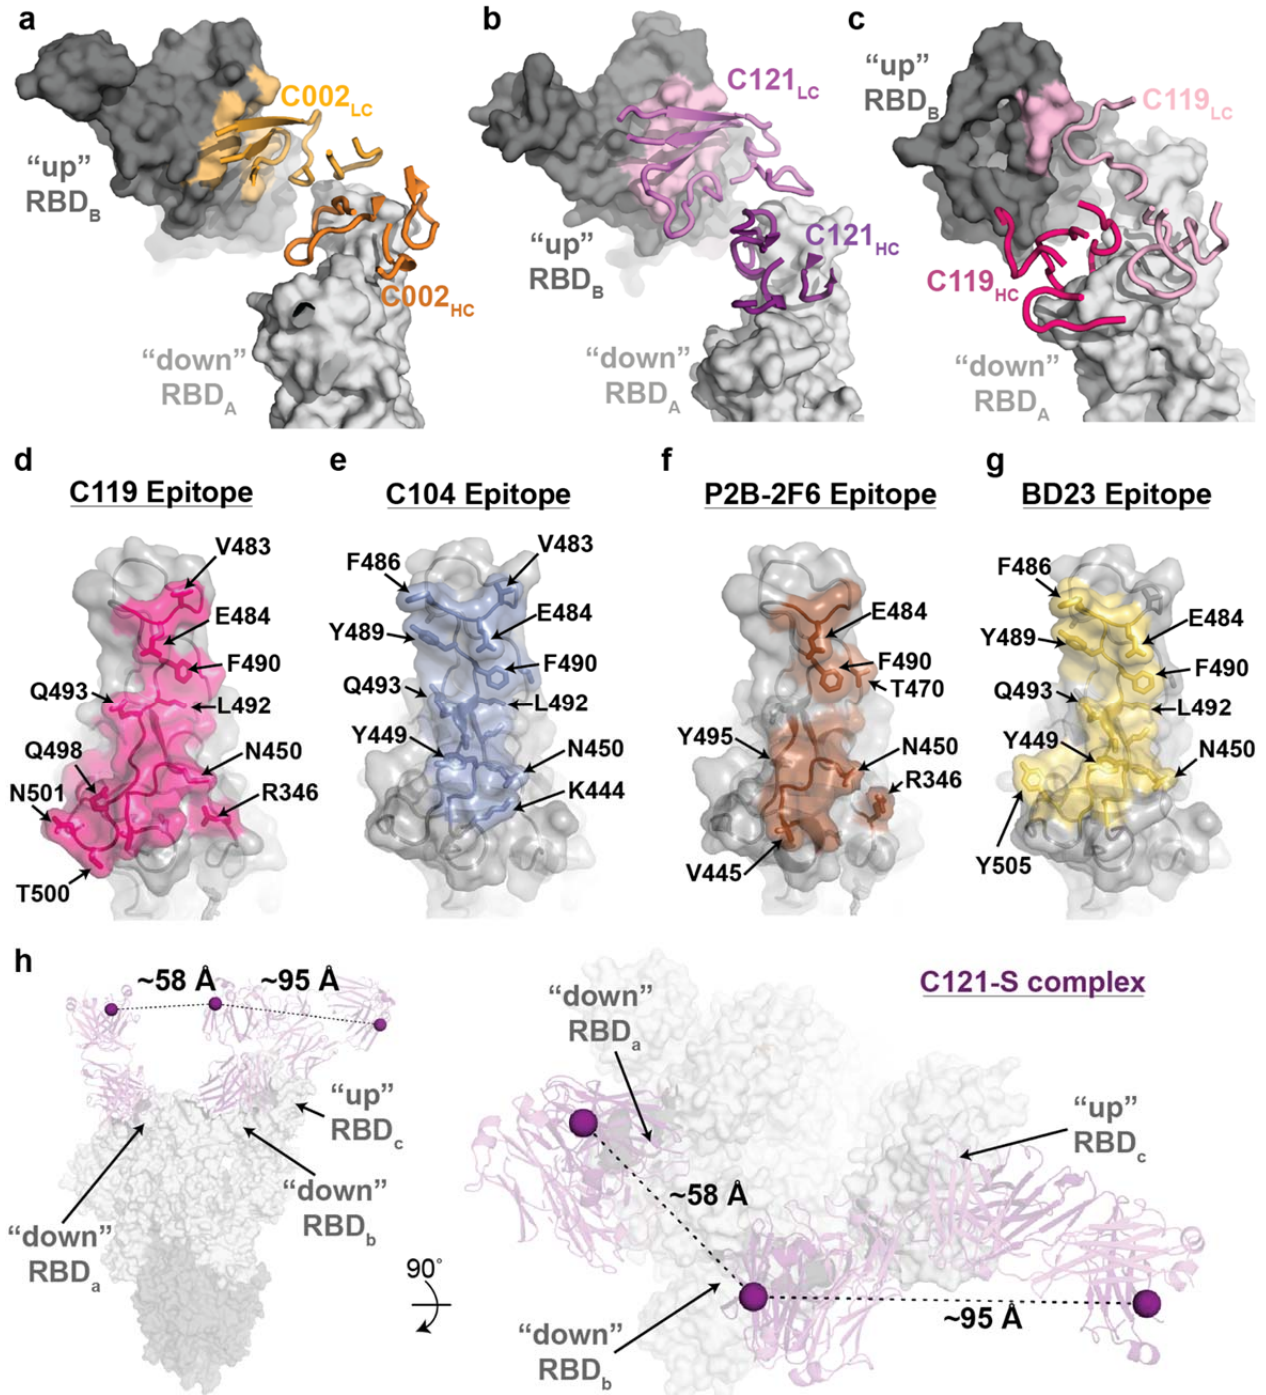 a
"up"
RBD_B
C002_LC
C002_HC
"down"
RBD_A
b
C121_LC
"up"
RBD_B
C121_HC
"down"
RBD_A
c
"up"
RBD_B
C119_LC
C119_HC
"down"
RBD_A
d
C119 Epitope
V483
E484
F490
Q493
L492
Q498
N450
N501
R346
T500
e
C104 Epitope
F486
V483
Y489
E484
F490
Q493
L492
Y449
N450
K444
f
P2B-2F6 Epitope
E484
F490
T470
Y495
N450
R346
V445
g
BD23 Epitope
F486
E484
Y489
F490
Q493
L492
Y449
N450
Y505
h
~58 Å
~95 Å
"up"
RBD_c
"down"
RBD_b
"down"
RBD_a
90°
C121-S complex
"down"
RBD_a
"up"
RBD_c
~58 Å
~95 Å
"down"
RBD_b